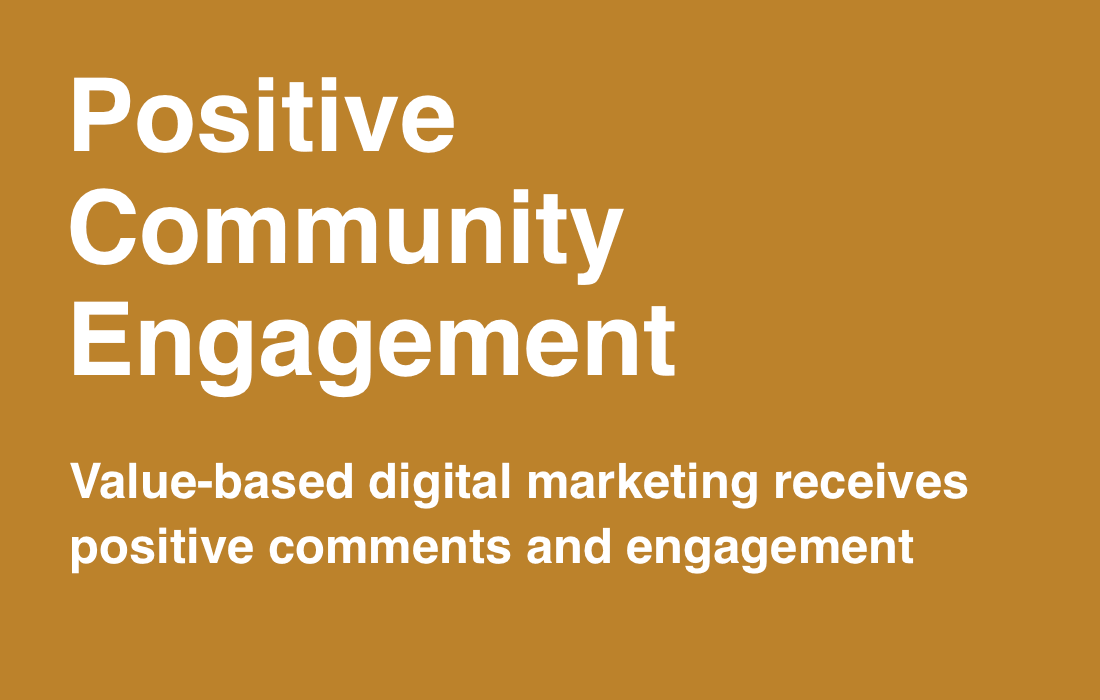 Positive
Community
Engagement
Value-based digital marketing receives
positive comments and engagement